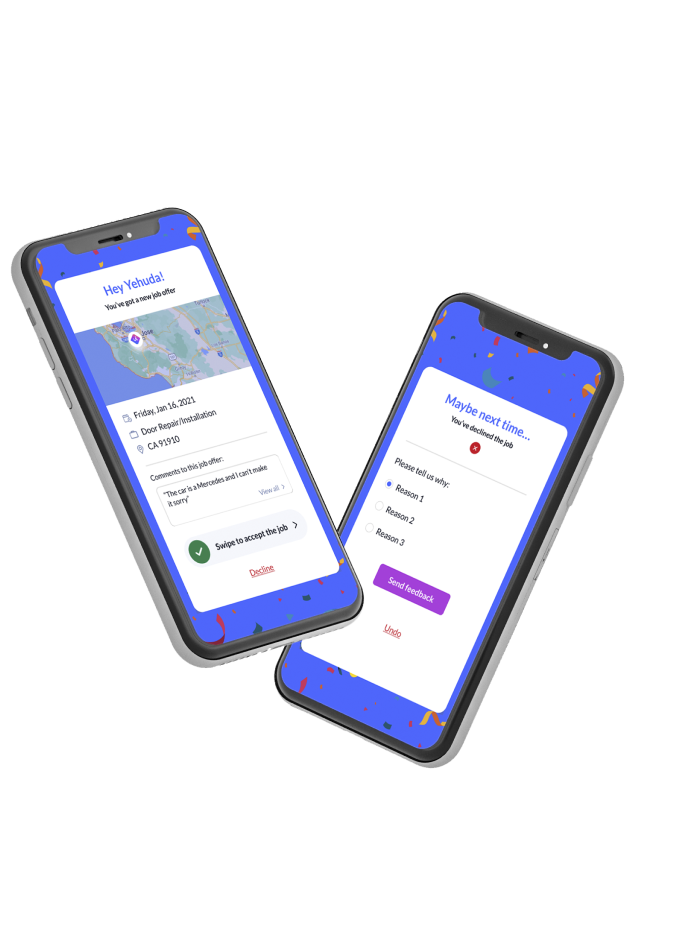 Hey Yehuda!
You've got a new job offer
Jose
Friday, Jan 16, 2021
Door Repair/Installation
CA 91910
Comments to this job offer:
"The car is a Mercedes and I can't make
it sorry"
View all
Swipe to accept the job
Decline
Maybe next time...
You've declined the job
Please tell us why:
Reason 1
Reason 2
Reason 3
Send feedback
Undo